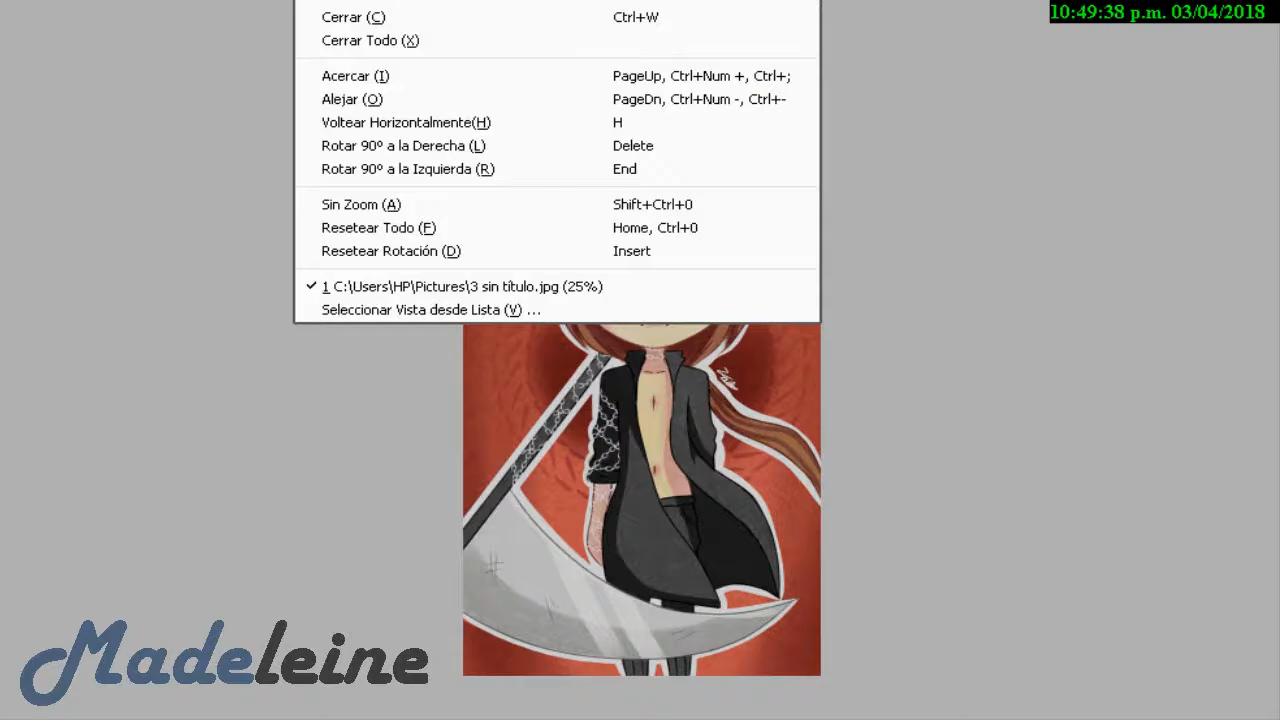 10:49:38 p.m. 03/04/2018
Cerrar (C) Ctrl+W
Cerrar Todo (X)
Acercar (I) PageUp, Ctrl+Num +, Ctrl+;
Alejar (O) PageDn, Ctrl+Num -, Ctrl+-
Voltear Horizontalmente(H) H
Rotar 90º a la Derecha (L) Delete
Rotar 90º a la Izquierda (R) End
Sin Zoom (A) Shift+Ctrl+0
Resetear Todo (F) Home, Ctrl+0
Resetear Rotación (D) Insert
1 C:\Users\HP\Pictures\3 sin título.jpg (25%)
Seleccionar Vista desde Lista (V) ...
Madeleine